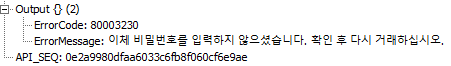 Output {} (2)
ErrorCode: 80003230
ErrorMessage: 이체 비밀번호를 입력하지 않으셨습니다. 확인 후 다시 거래하십시오.
API_SEQ: 0e2a9980dfaa6033c6fb8f060cf6e9ae